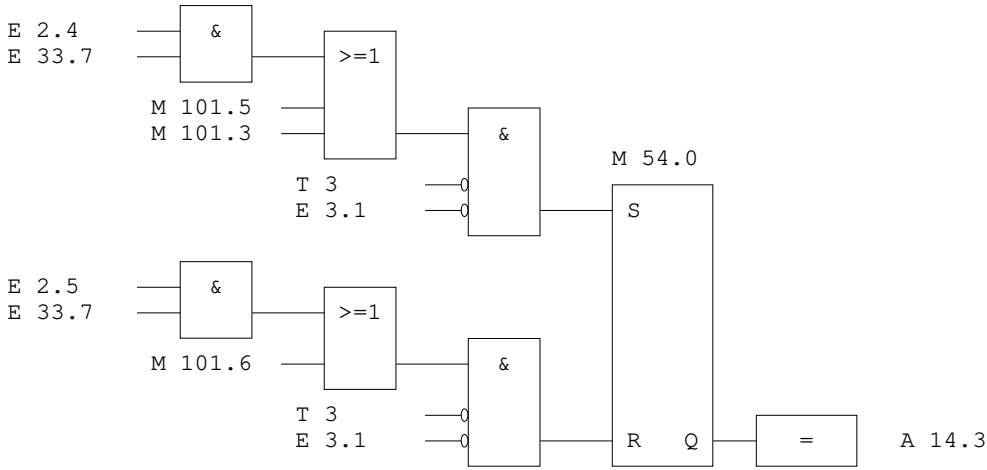 E 2.4
&
E 33.7
>=1
M 101.5
M 101.3
&
M 54.0
T 3
E 3.1
S
E 2.5
&
E 33.7
>=1
M 101.6
&
T 3
E 3.1
R Q
=
A 14.3